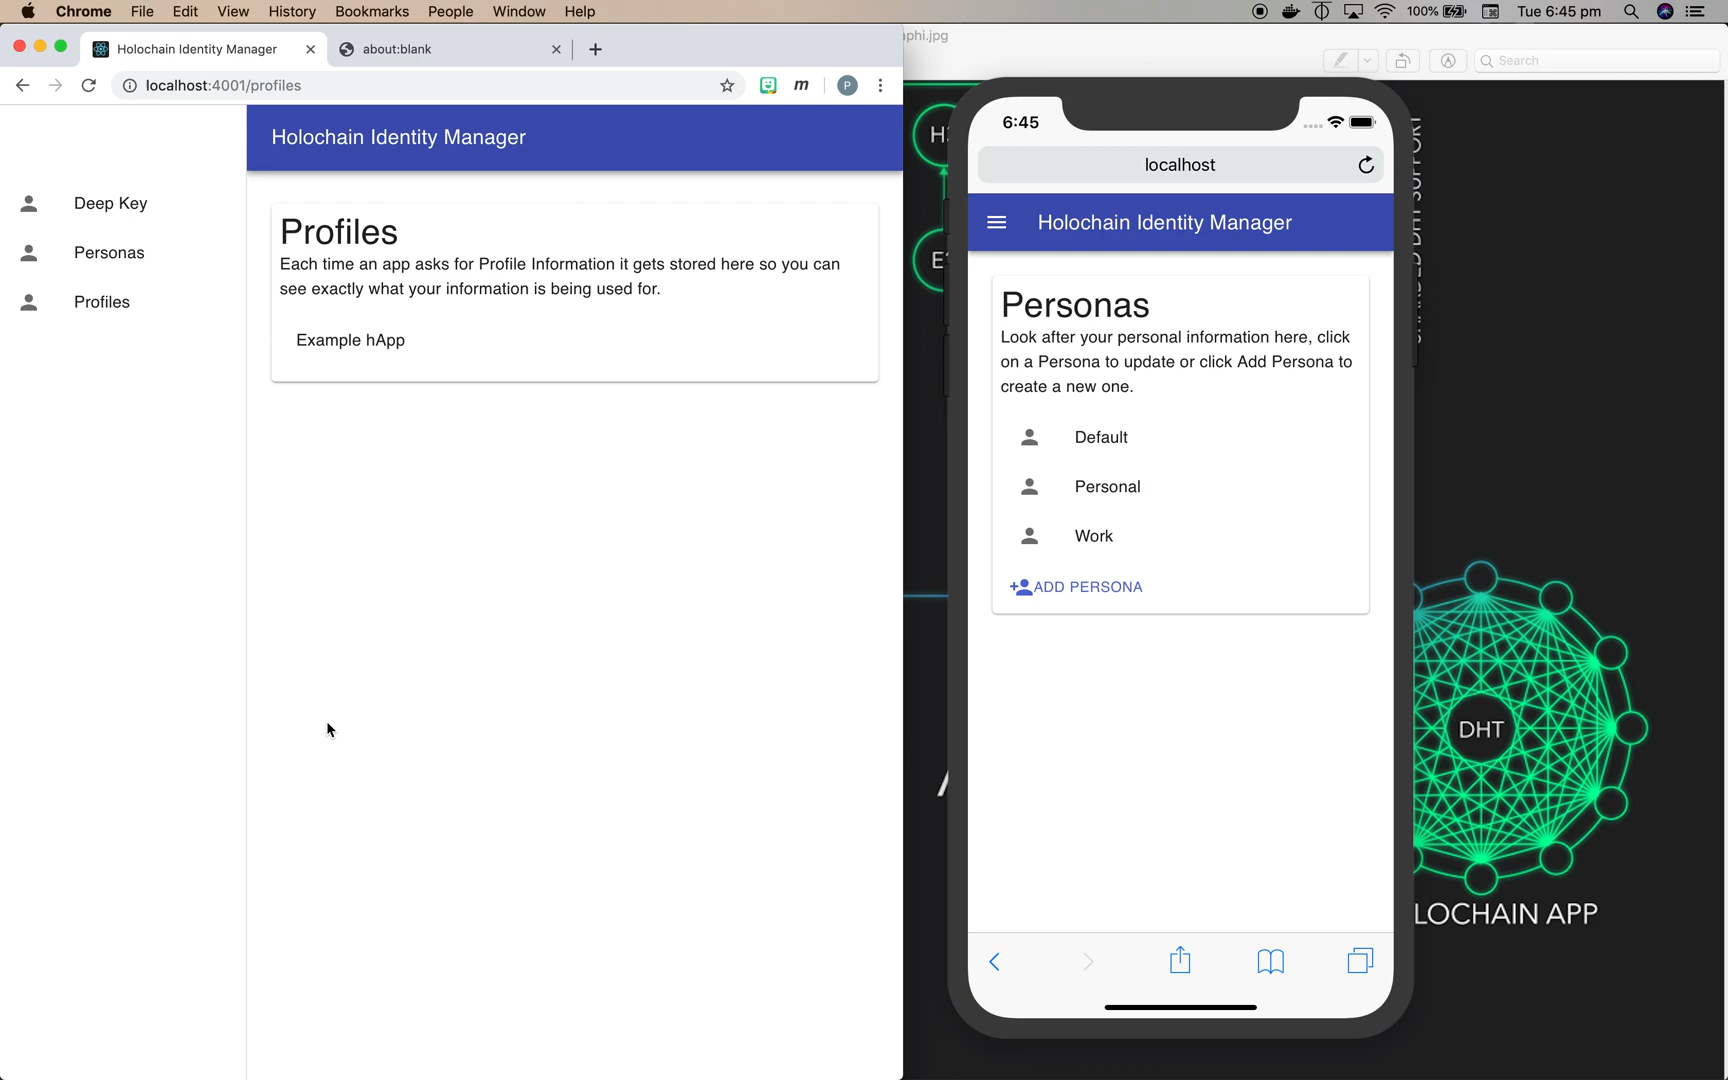 Chrome File Edit View History Bookmarks People Window Help
100% Tue 6:45 pm
Holochain Identity Manager
about:blank
localhost:4001/profiles
m
P
Holochain Identity Manager
Deep Key
Personas
Profiles
Profiles
Each time an app asks for Profile Information it gets stored here so you can
see exactly what your information is being used for.
Example hApp
aphi.jpg
Search
6:45
localhost
Holochain Identity Manager
Personas
Look after your personal information here, click
on a Persona to update or click Add Persona to
create a new one.
Default
Personal
Work
ADD PERSONA
DHT SUPPORT
DHT
LOCHAIN APP